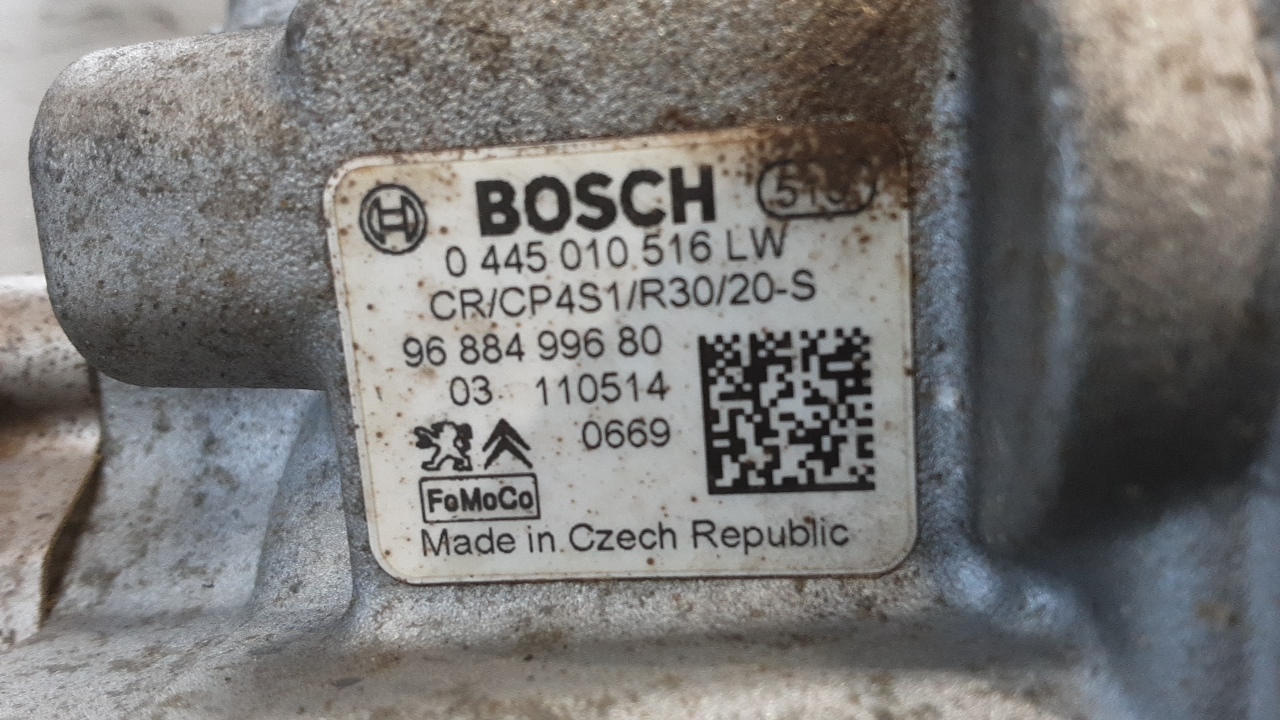 BOSCH
0 445 010 516 LW
CR/CP4S1/R30/20-S
96 884 996 80
03 110514
0669
FoMoCo
Made in Czech Republic